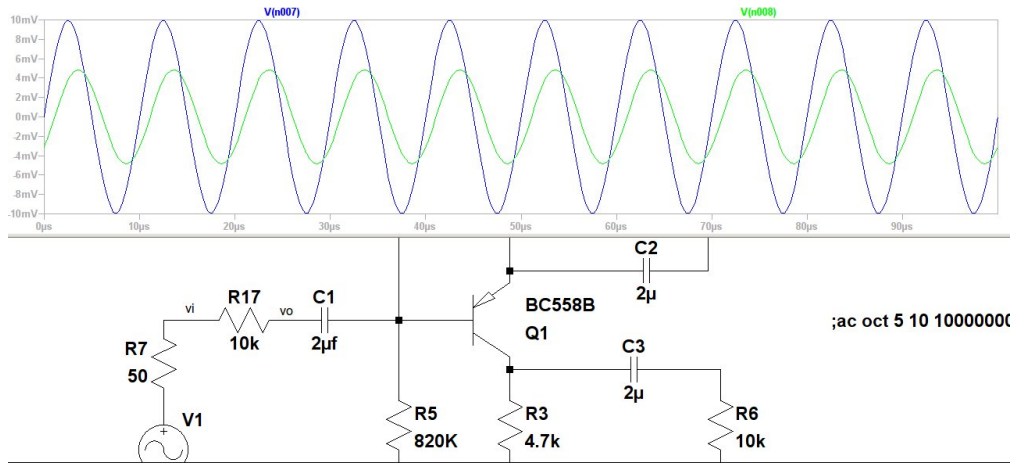 V(n007) V(n008)
10mV
8mV
6mV
4mV
2mV
0mV
-2mV
-4mV
-6mV
-8mV
-10mV
0µs 10µs 20µs 30µs 40µs 50µs 60µs 70µs 80µs 90µs
C2
2µ
R17
10k
vi
vo
C1
2µf
BC558B
Q1
;ac oct 5 10 10000000
R7
50
C3
2µ
V1
R5
820K
R3
4.7k
R6
10k